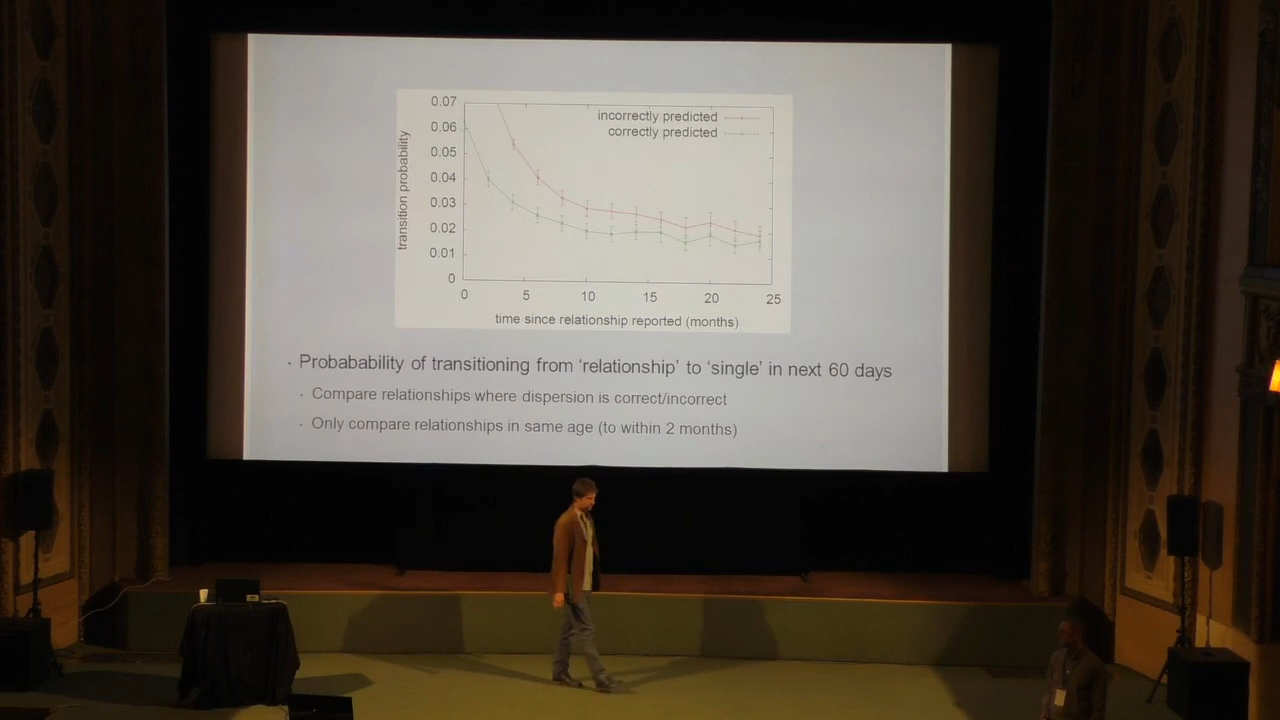 0.07
0.06
0.05
0.04
0.03
0.02
0.01
0
transition probability
incorrectly predicted
correctly predicted
0 5 10 15 20 25
time since relationship reported (months)
· Probabability of transitioning from ‘relationship’ to ‘single’ in next 60 days
· Compare relationships where dispersion is correct/incorrect
· Only compare relationships in same age (to within 2 months)